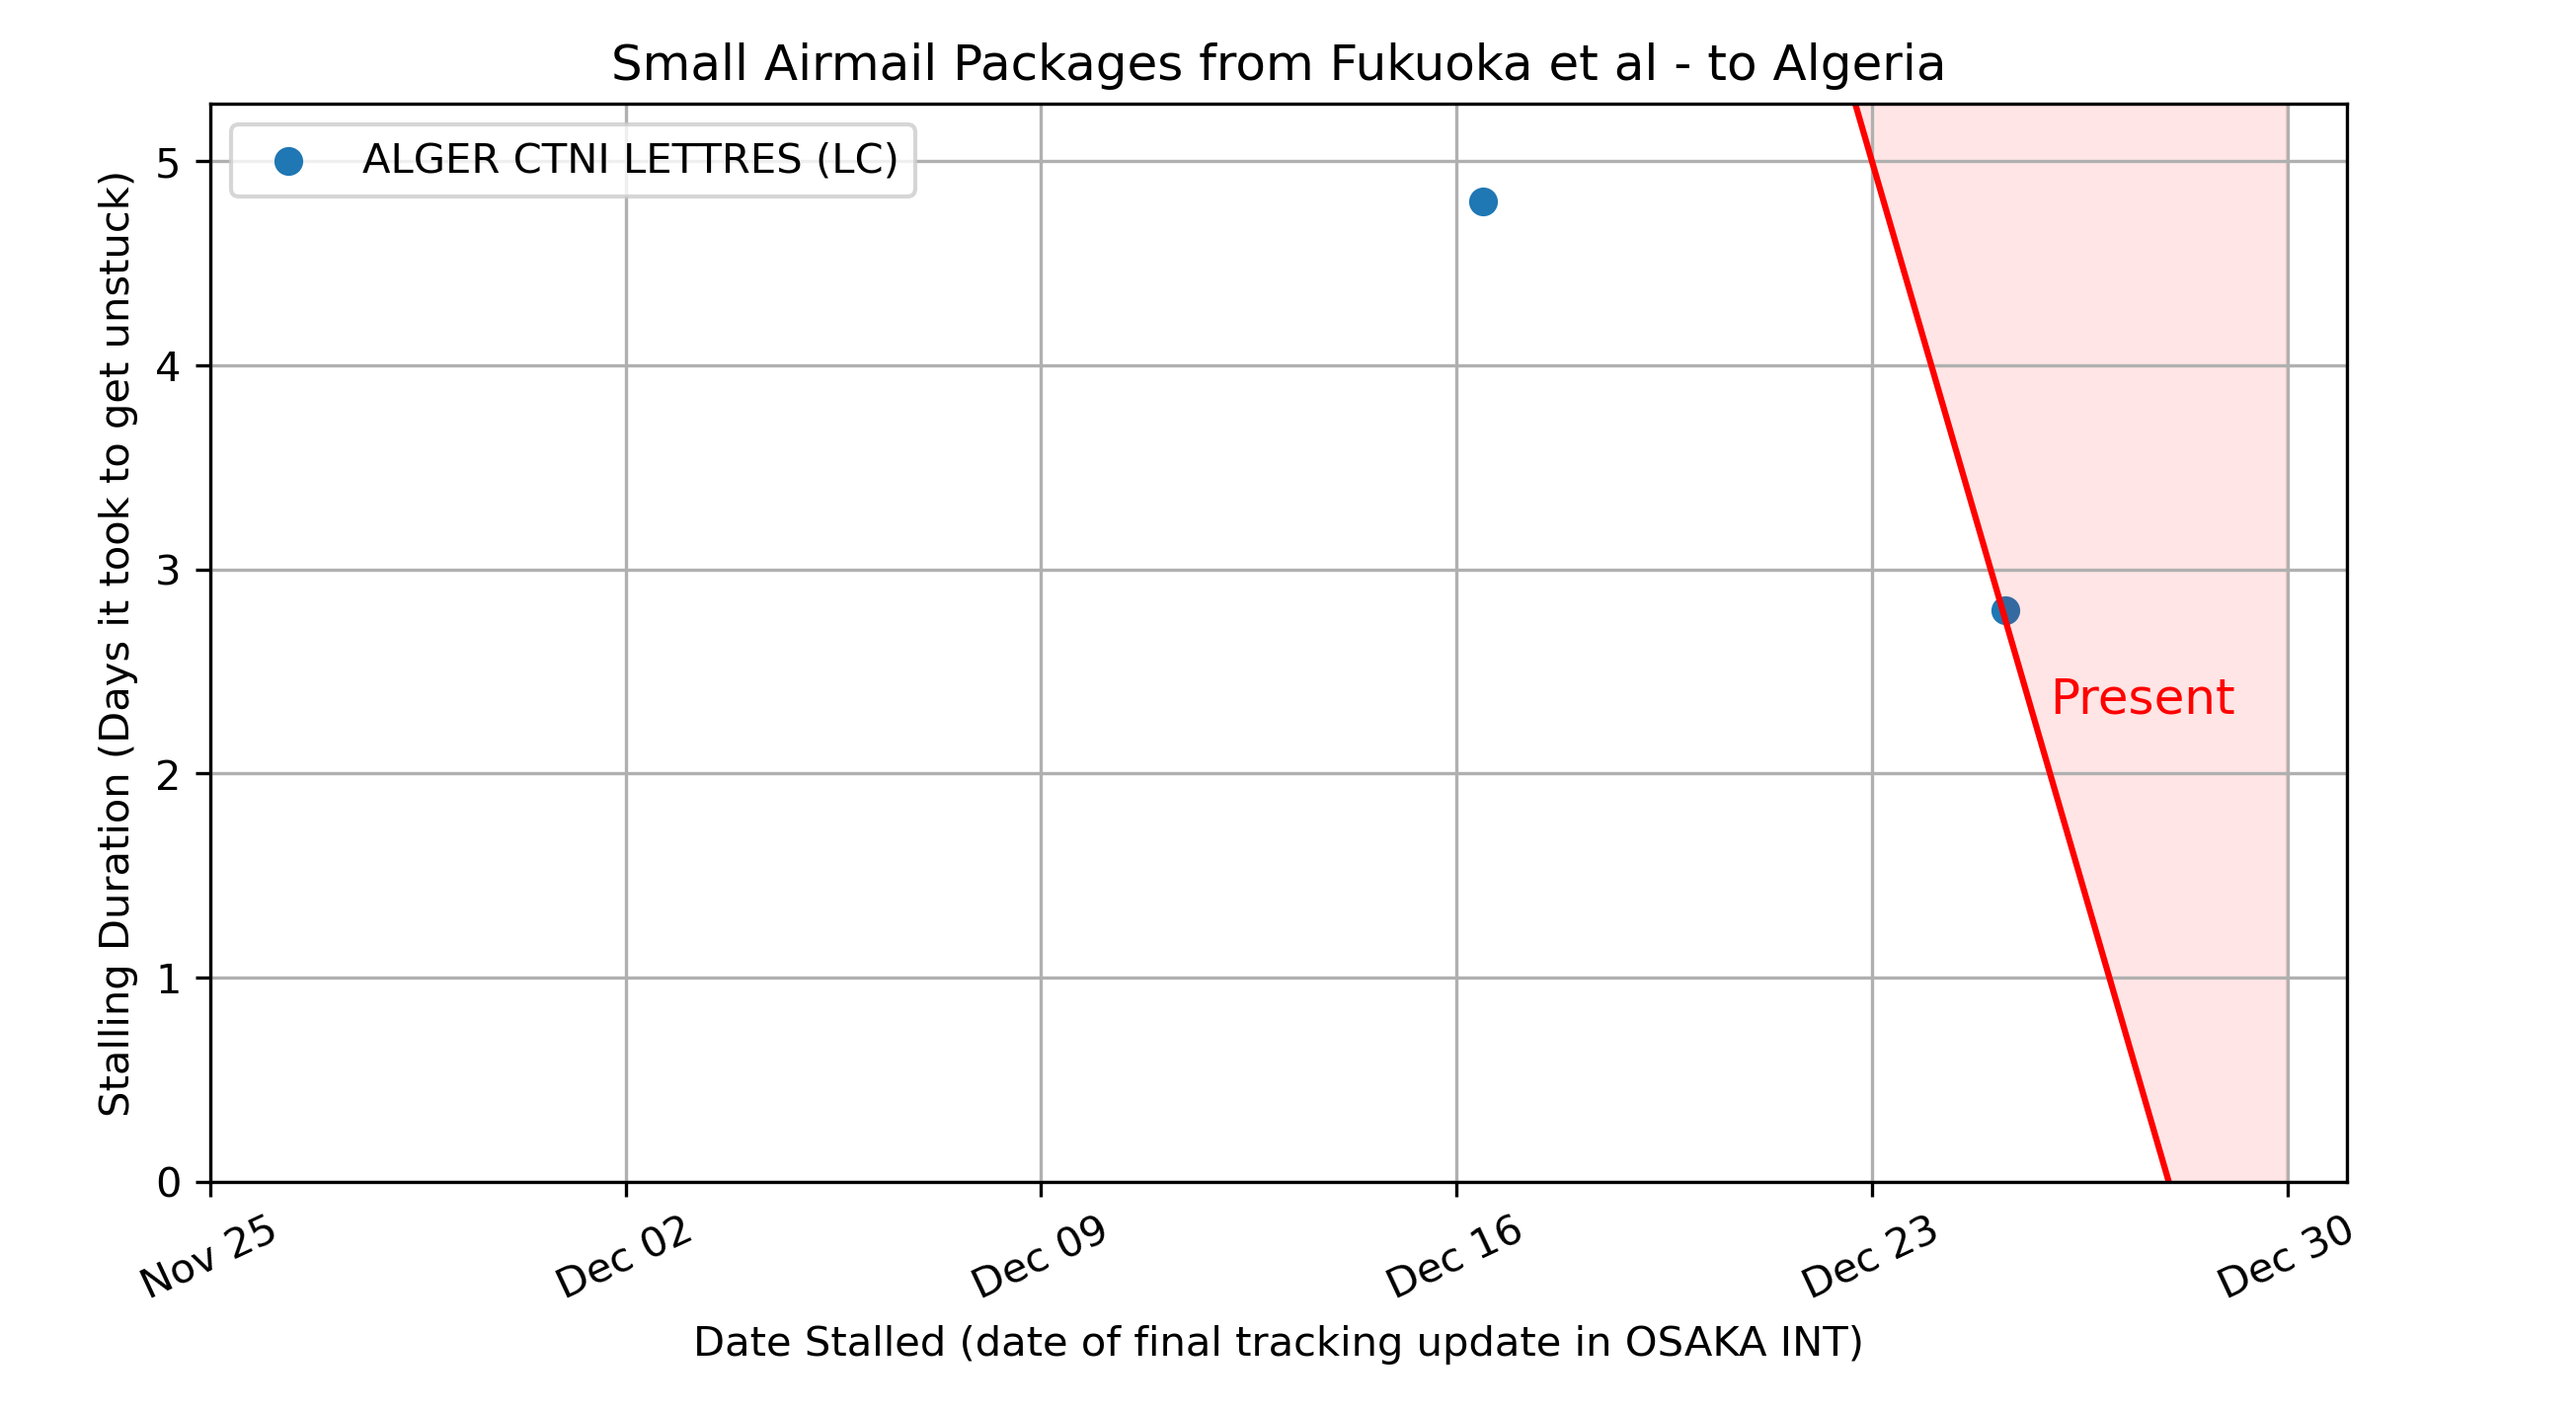 Small Airmail Packages from Fukuoka et al - to Algeria
ALGER CTNI LETTRES (LC)
Stalling Duration (Days it took to get unstuck)
5
4
3
2
1
0
Present
Nov 25
Dec 02
Dec 09
Dec 16
Dec 23
Dec 30
Date Stalled (date of final tracking update in OSAKA INT)